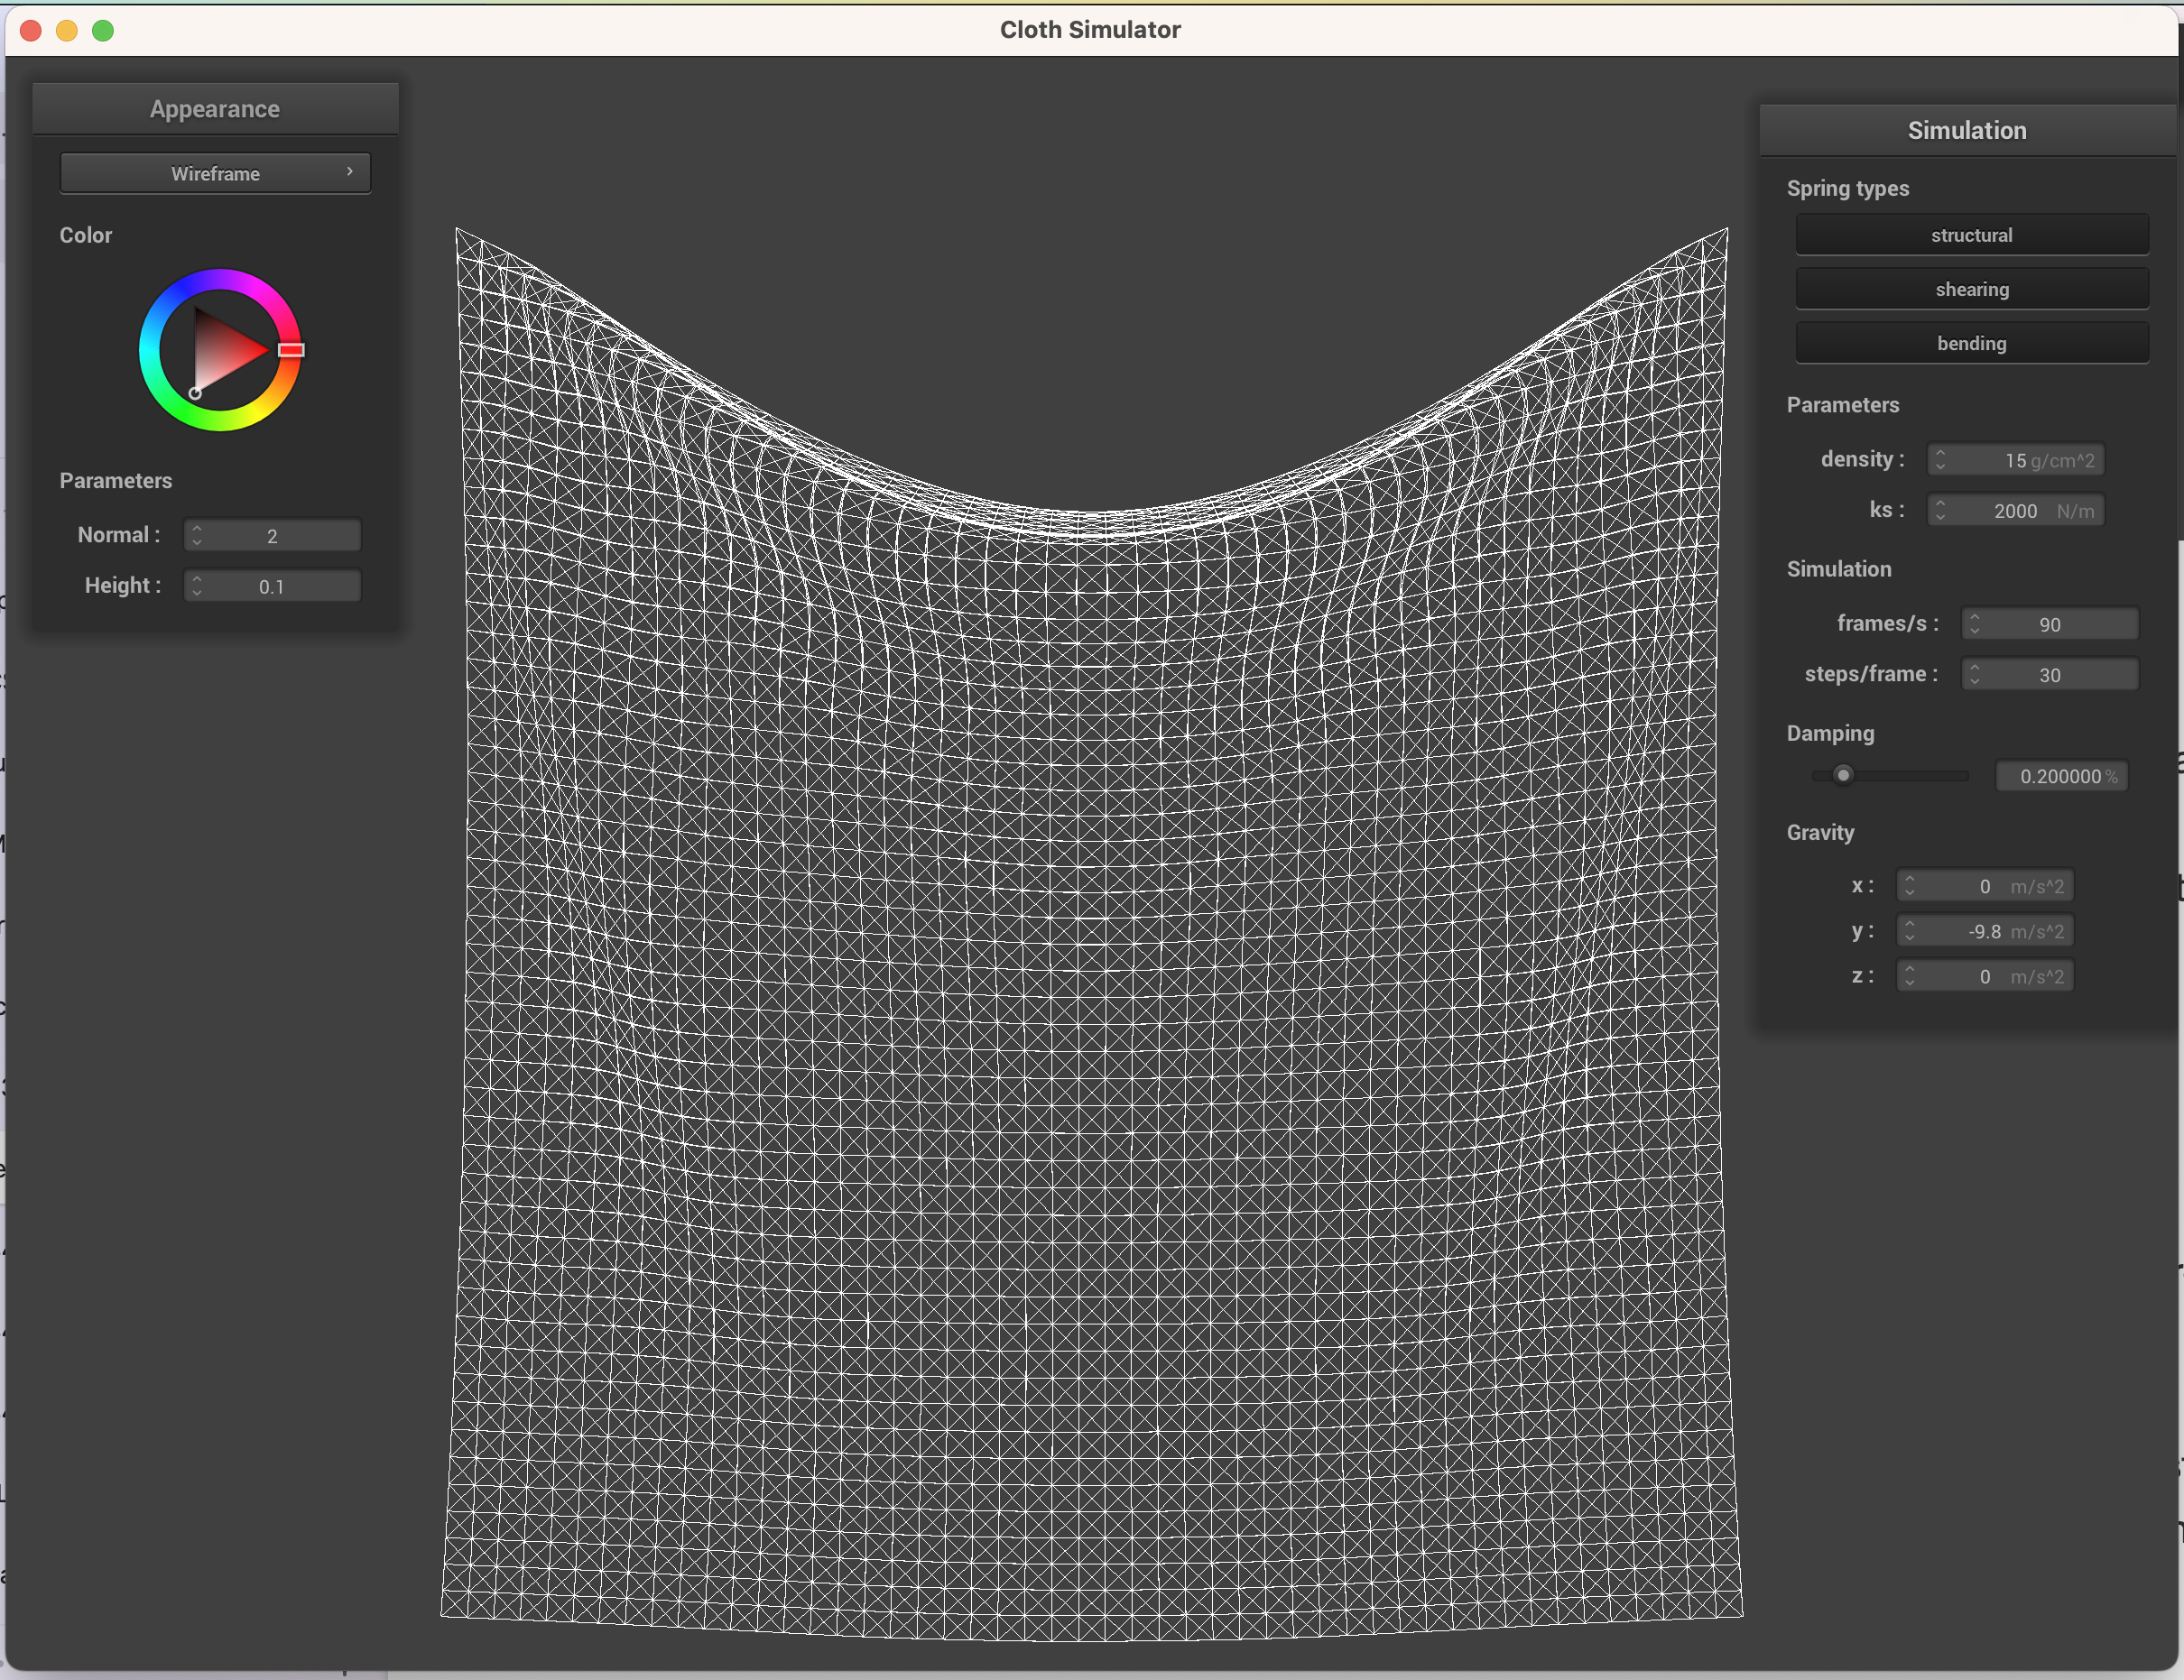 Cloth Simulator
Appearance
Wireframe
Color
Parameters
Normal : 2
Height : 0.1
Simulation
Spring types
structural
shearing
bending
Parameters
density : 15 g/cm^2
ks : 2000 N/m
Simulation
frames/s : 90
steps/frame : 30
Damping
0.200000 %
Gravity
x : 0 m/s^2
y : -9.8 m/s^2
z : 0 m/s^2